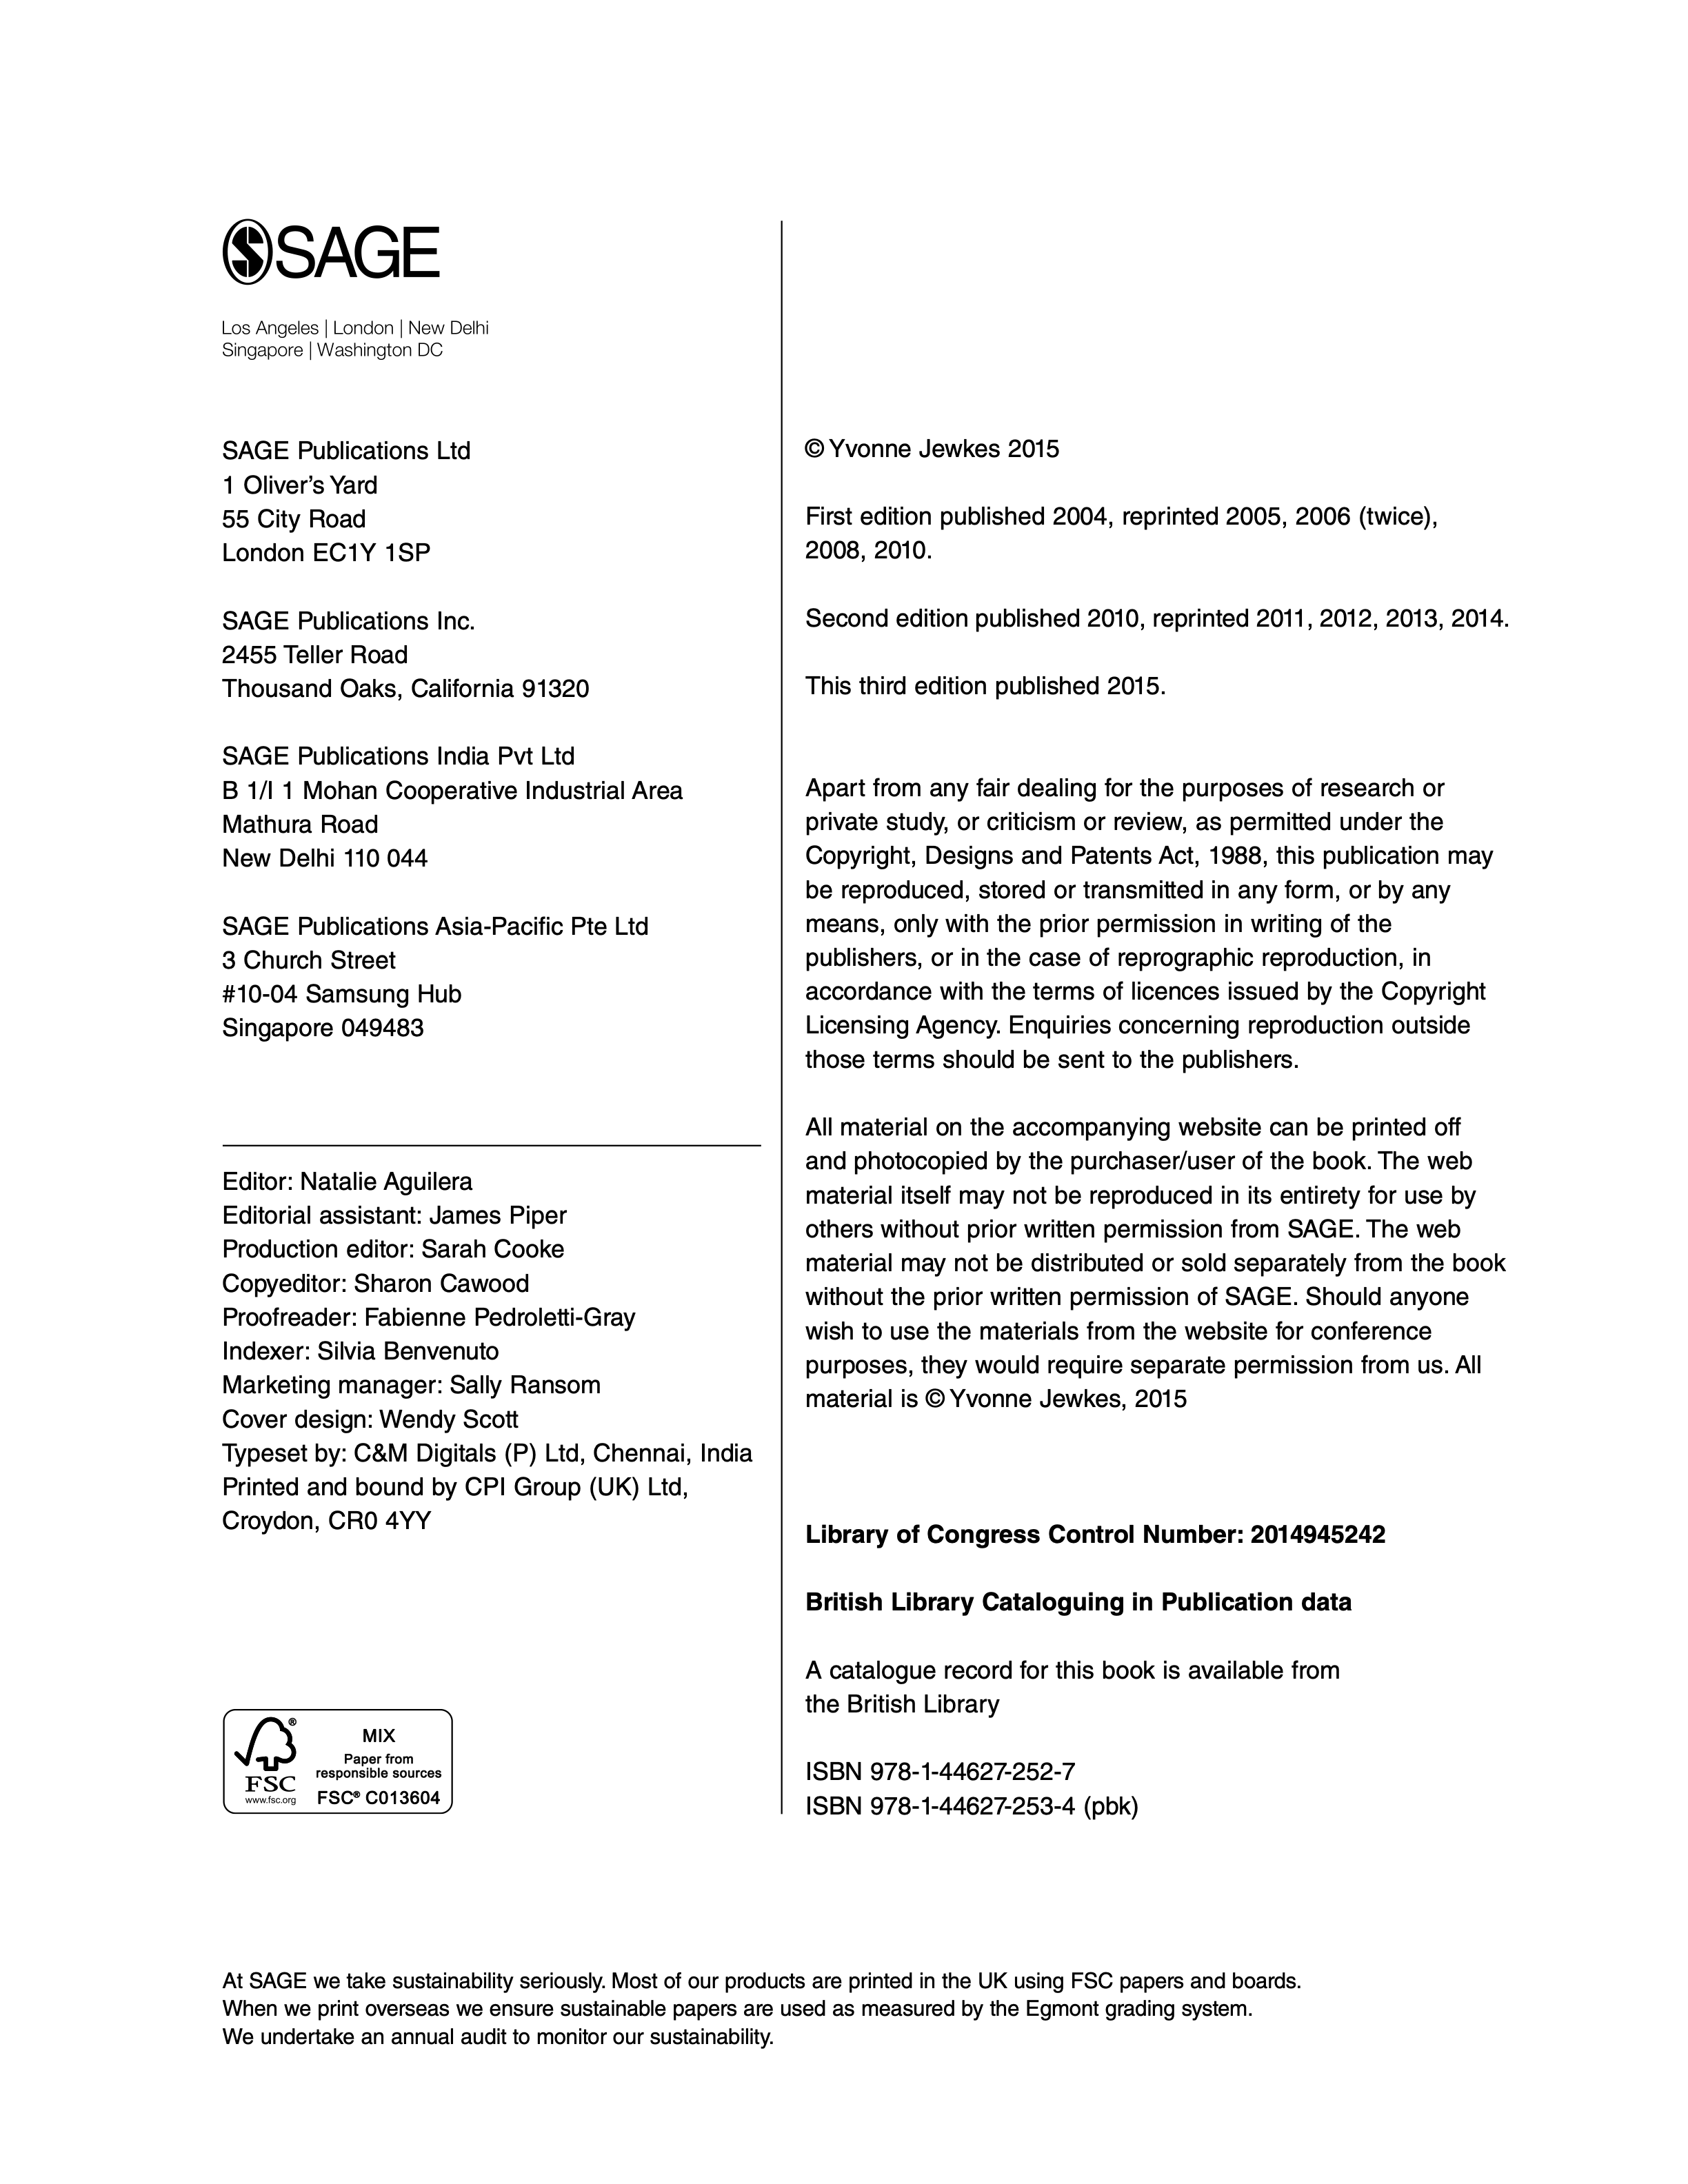 SAGE
Los Angeles | London | New Delhi
Singapore | Washington DC
SAGE Publications Ltd
1 Oliver’s Yard
55 City Road
London EC1Y 1SP
SAGE Publications Inc.
2455 Teller Road
Thousand Oaks, California 91320
SAGE Publications India Pvt Ltd
B 1/I 1 Mohan Cooperative Industrial Area
Mathura Road
New Delhi 110 044
SAGE Publications Asia-Pacific Pte Ltd
3 Church Street
#10-04 Samsung Hub
Singapore 049483
Editor: Natalie Aguilera
Editorial assistant: James Piper
Production editor: Sarah Cooke
Copyeditor: Sharon Cawood
Proofreader: Fabienne Pedroletti-Gray
Indexer: Silvia Benvenuto
Marketing manager: Sally Ransom
Cover design: Wendy Scott
Typeset by: C&M Digitals (P) Ltd, Chennai, India
Printed and bound by CPI Group (UK) Ltd,
Croydon, CR0 4YY
FSC
www.fsc.org
MIX
Paper from
responsible sources
FSC® C013604
© Yvonne Jewkes 2015
First edition published 2004, reprinted 2005, 2006 (twice),
2008, 2010.
Second edition published 2010, reprinted 2011, 2012, 2013, 2014.
This third edition published 2015.
Apart from any fair dealing for the purposes of research or
private study, or criticism or review, as permitted under the
Copyright, Designs and Patents Act, 1988, this publication may
be reproduced, stored or transmitted in any form, or by any
means, only with the prior permission in writing of the
publishers, or in the case of reprographic reproduction, in
accordance with the terms of licences issued by the Copyright
Licensing Agency. Enquiries concerning reproduction outside
those terms should be sent to the publishers.
All material on the accompanying website can be printed off
and photocopied by the purchaser/user of the book. The web
material itself may not be reproduced in its entirety for use by
others without prior written permission from SAGE. The web
material may not be distributed or sold separately from the book
without the prior written permission of SAGE. Should anyone
wish to use the materials from the website for conference
purposes, they would require separate permission from us. All
material is © Yvonne Jewkes, 2015
Library of Congress Control Number: 2014945242
British Library Cataloguing in Publication data
A catalogue record for this book is available from
the British Library
ISBN 978-1-44627-252-7
ISBN 978-1-44627-253-4 (pbk)
At SAGE we take sustainability seriously. Most of our products are printed in the UK using FSC papers and boards.
When we print overseas we ensure sustainable papers are used as measured by the Egmont grading system.
We undertake an annual audit to monitor our sustainability.